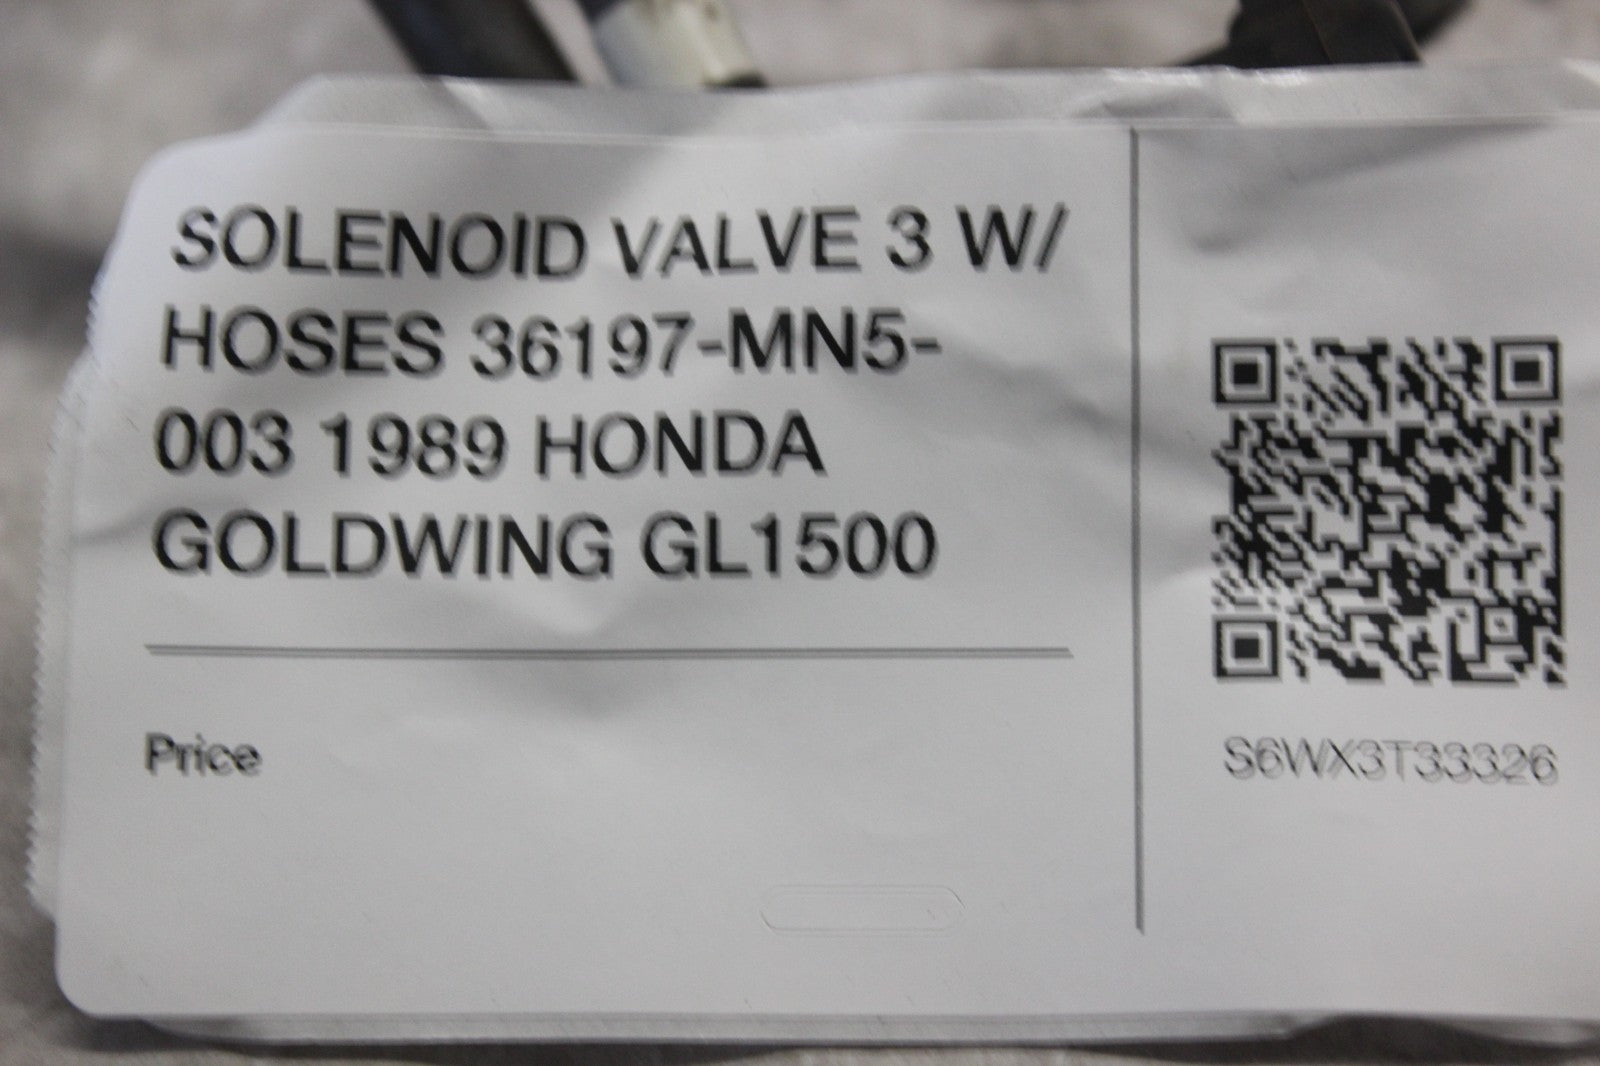 SOLENOID VALVE 3 W/
HOSES 36197-MN5-
003 1989 HONDA
GOLDWING GL1500
Price
S6WX3T33326